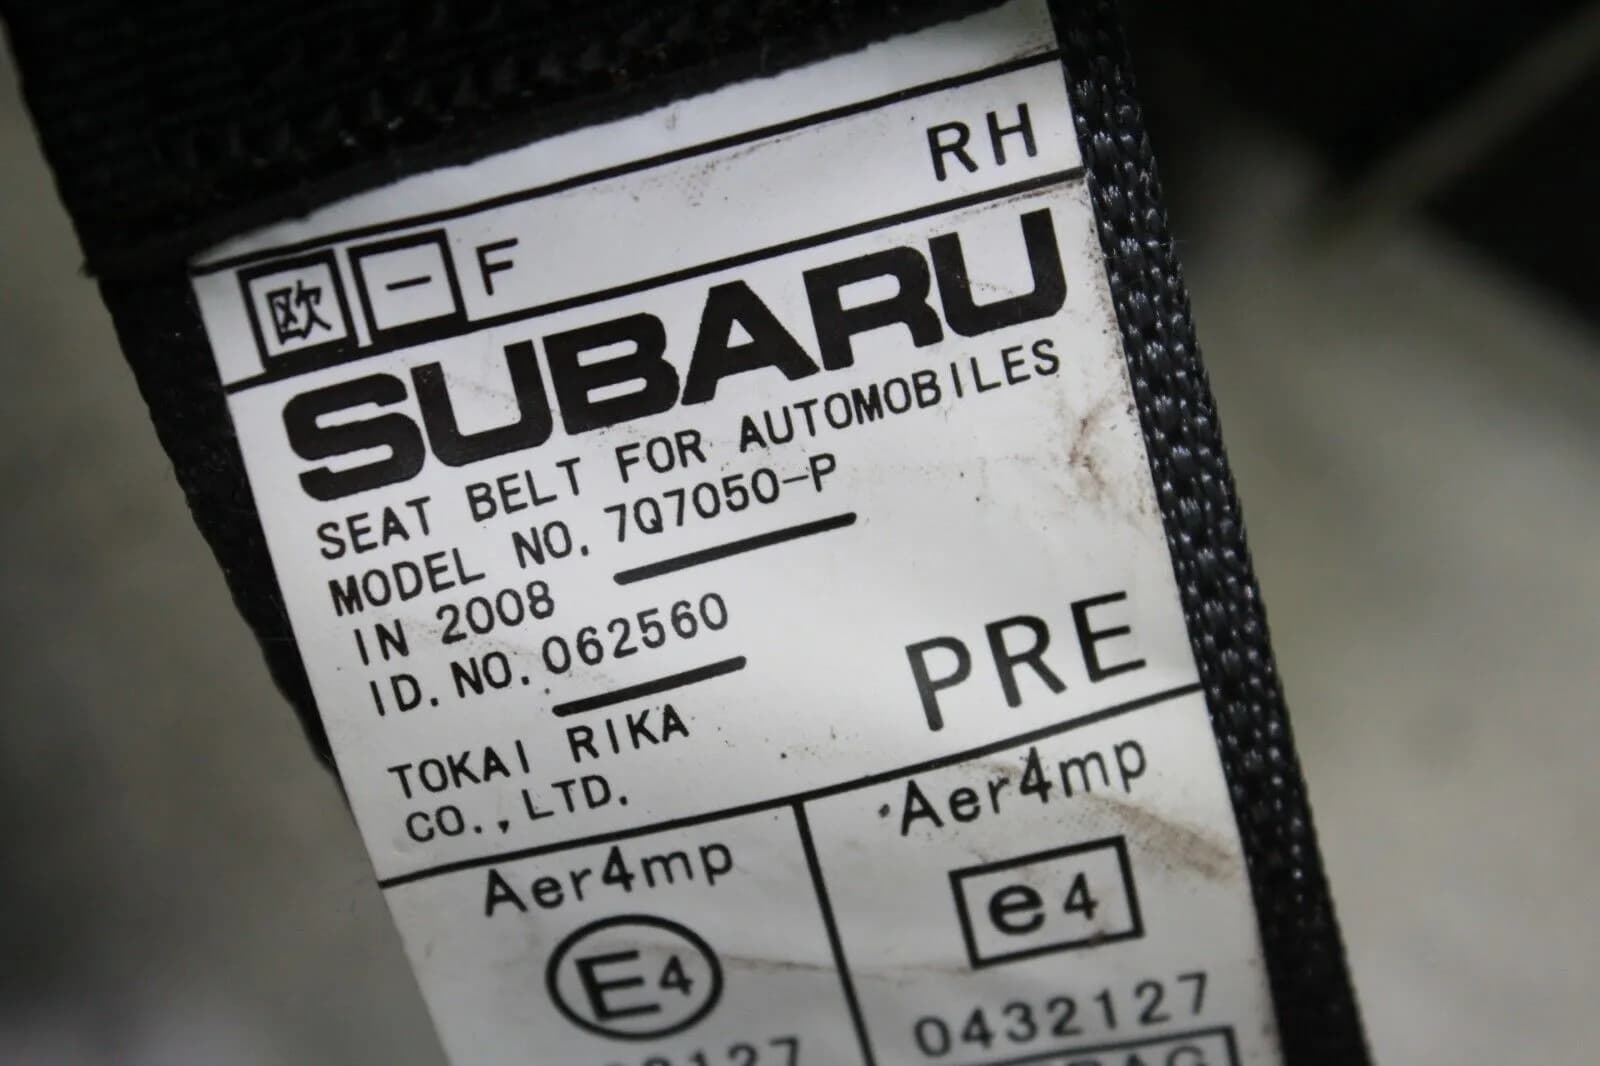 RH
欧 一 F
SUBARU
SEAT BELT FOR AUTOMOBILES
MODEL NO. 7Q7050-P
IN 2008
ID. NO. 062560
PRE
TOKAI RIKA
CO., LTD.
Aer4mp
E4
Aer4mp
e4
0432127